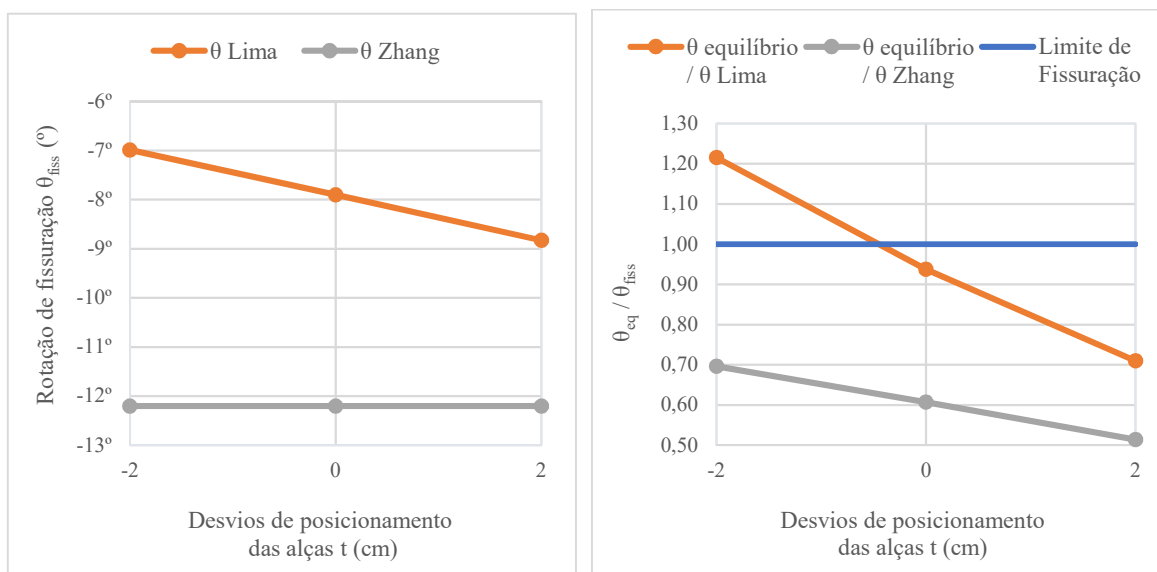 θ Lima
θ Zhang
Rotação de fissuração θfiss (º)
-6º
-7º
-8º
-9º
-10º
-11º
-12º
-13º
-2
0
2
Desvios de posicionamento
das alças t (cm)
θ equilíbrio
/ θ Lima
θ equilíbrio
/ θ Zhang
Limite de
Fissuração
θeq / θfiss
1,30
1,20
1,10
1,00
0,90
0,80
0,70
0,60
0,50
-2
0
2
Desvios de posicionamento
das alças t (cm)